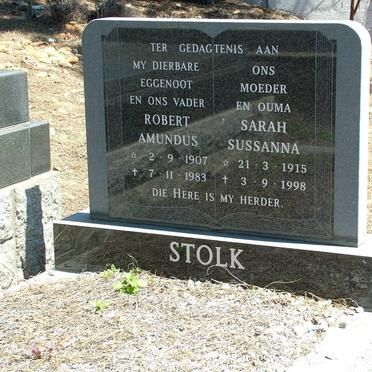 TER GEDAGTENIS AAN
MY DIERBARE
EGGENOOT
EN ONS VADER
ROBERT
AMUNDUS
☆ 2·9·1907
✝ 7·11·1983
ONS
MOEDER
EN OUMA
SARAH
SUSSANNA
☆ 21·3·1915
✝ 3·9·1998
DIE HERE IS MY HERDER.
STOLK